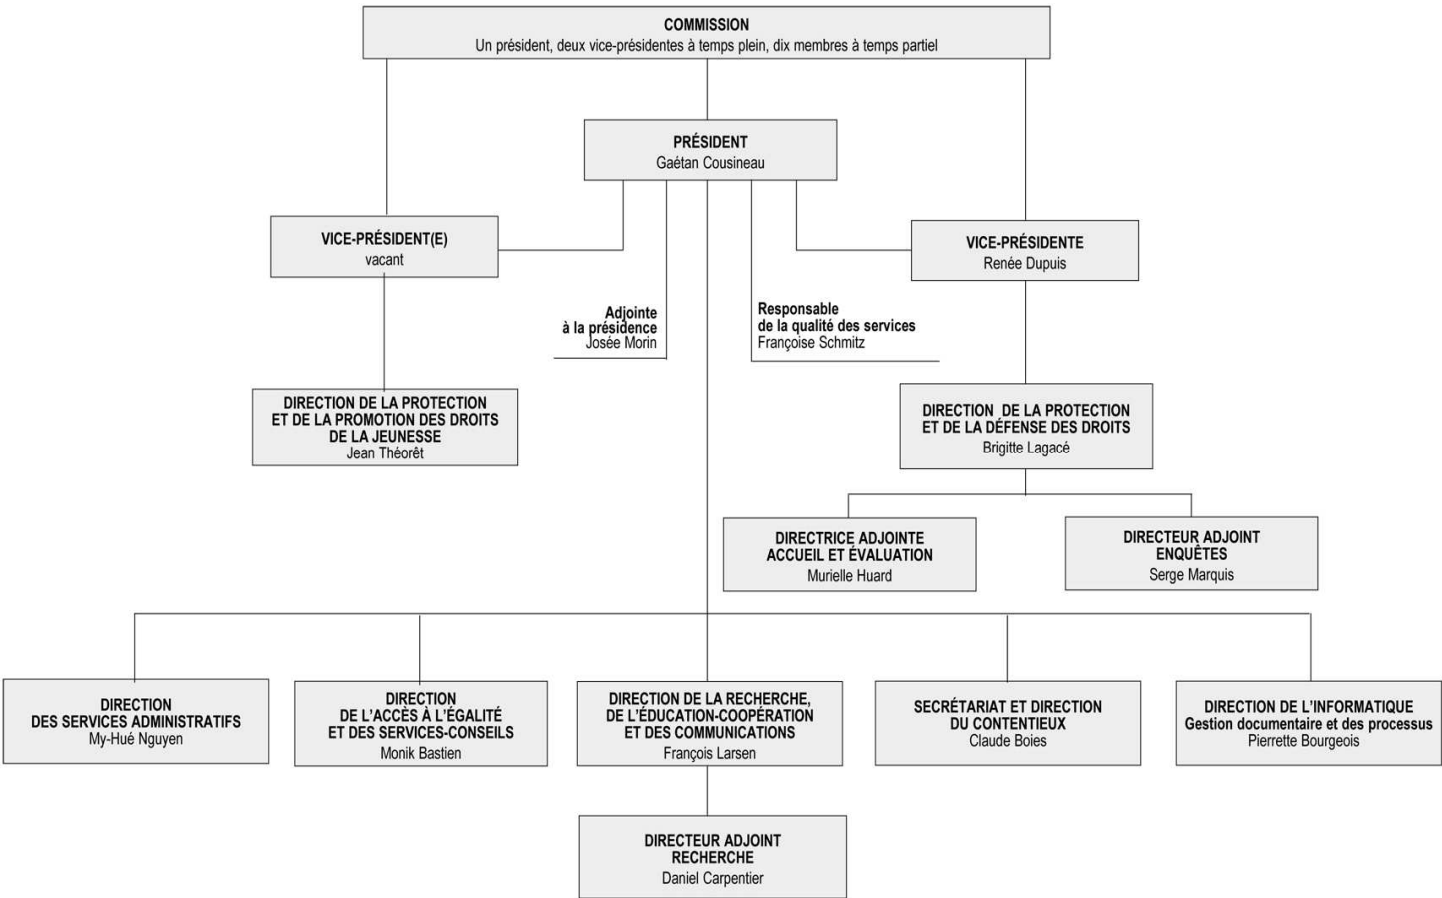 COMMISSION
Un président, deux vice-présidentes à temps plein, dix membres à temps partiel
PRÉSIDENT
Gaétan Cousineau
VICE-PRÉSIDENT(E)
vacant
VICE-PRÉSIDENTE
Renée Dupuis
Adjointe
à la présidence
Josée Morin
Responsable
de la qualité des services
Françoise Schmitz
DIRECTION DE LA PROTECTION
ET DE LA PROMOTION DES DROITS
DE LA JEUNESSE
Jean Théorêt
DIRECTION DE LA PROTECTION
ET DE LA DÉFENSE DES DROITS
Brigitte Lagacé
DIRECTRICE ADJOINTE
ACCUEIL ET ÉVALUATION
Murielle Huard
DIRECTEUR ADJOINT
ENQUÊTES
Serge Marquis
DIRECTION
DES SERVICES ADMINISTRATIFS
My-Hué Nguyen
DIRECTION
DE L'ACCÈS À L'ÉGALITÉ
ET DES SERVICES-CONSEILS
Monik Bastien
DIRECTION DE LA RECHERCHE,
DE L'ÉDUCATION-COOPÉRATION
ET DES COMMUNICATIONS
François Larsen
SECRÉTARIAT ET DIRECTION
DU CONTENTIEUX
Claude Boies
DIRECTION DE L'INFORMATIQUE
Gestion documentaire et des processus
Pierrette Bourgeois
DIRECTEUR ADJOINT
RECHERCHE
Daniel Carpentier